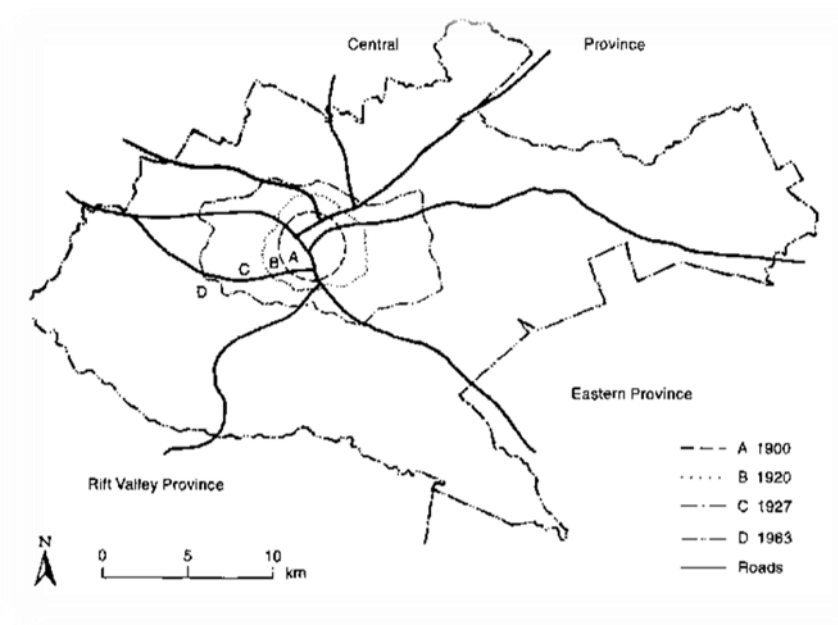 Central
Province
A
B
C
D
Eastern Province
Rift Valley Province
A 1900
B 1920
C 1927
D 1963
Roads
N
0 5 10
km